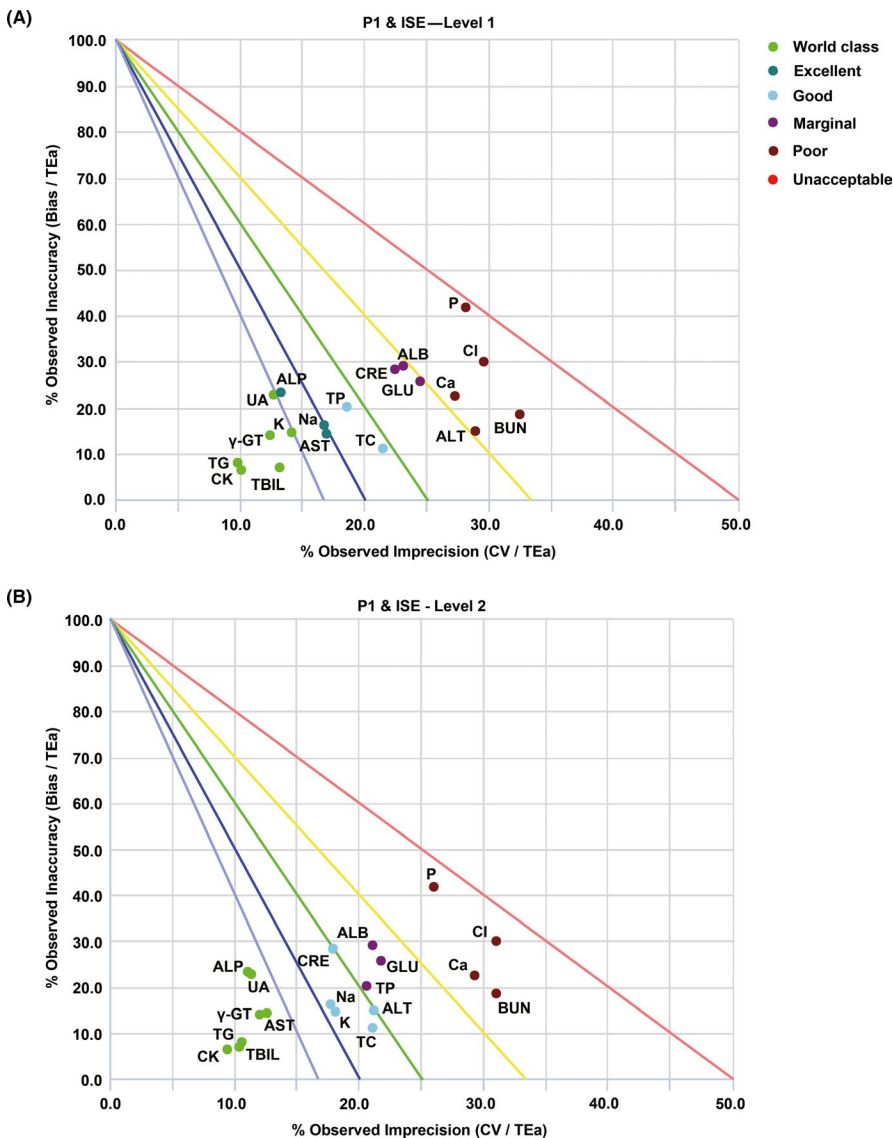 (A)
P1 & ISE—Level 1
100.0
90.0
80.0
70.0
60.0
50.0
40.0
30.0
20.0
10.0
0.0
% Observed Inaccuracy (Bias / TEa)
P
ALB
Cl
CRE
GLU
Ca
ALP
UA
TP
BUN
ALT
K
Na
γ-GT
AST
TC
TG
CK
TBIL
0.0
10.0
20.0
30.0
40.0
50.0
% Observed Imprecision (CV / TEa)
World class
Excellent
Good
Marginal
Poor
Unacceptable
(B)
P1 & ISE - Level 2
100.0
90.0
80.0
70.0
60.0
50.0
40.0
30.0
20.0
10.0
0.0
% Observed Inaccuracy (Bias / TEa)
P
ALB
Cl
CRE
GLU
Ca
ALP
UA
TP
BUN
Na
ALT
γ-GT
AST
K
TC
TG
CK
TBIL
0.0
10.0
20.0
30.0
40.0
50.0
% Observed Imprecision (CV / TEa)